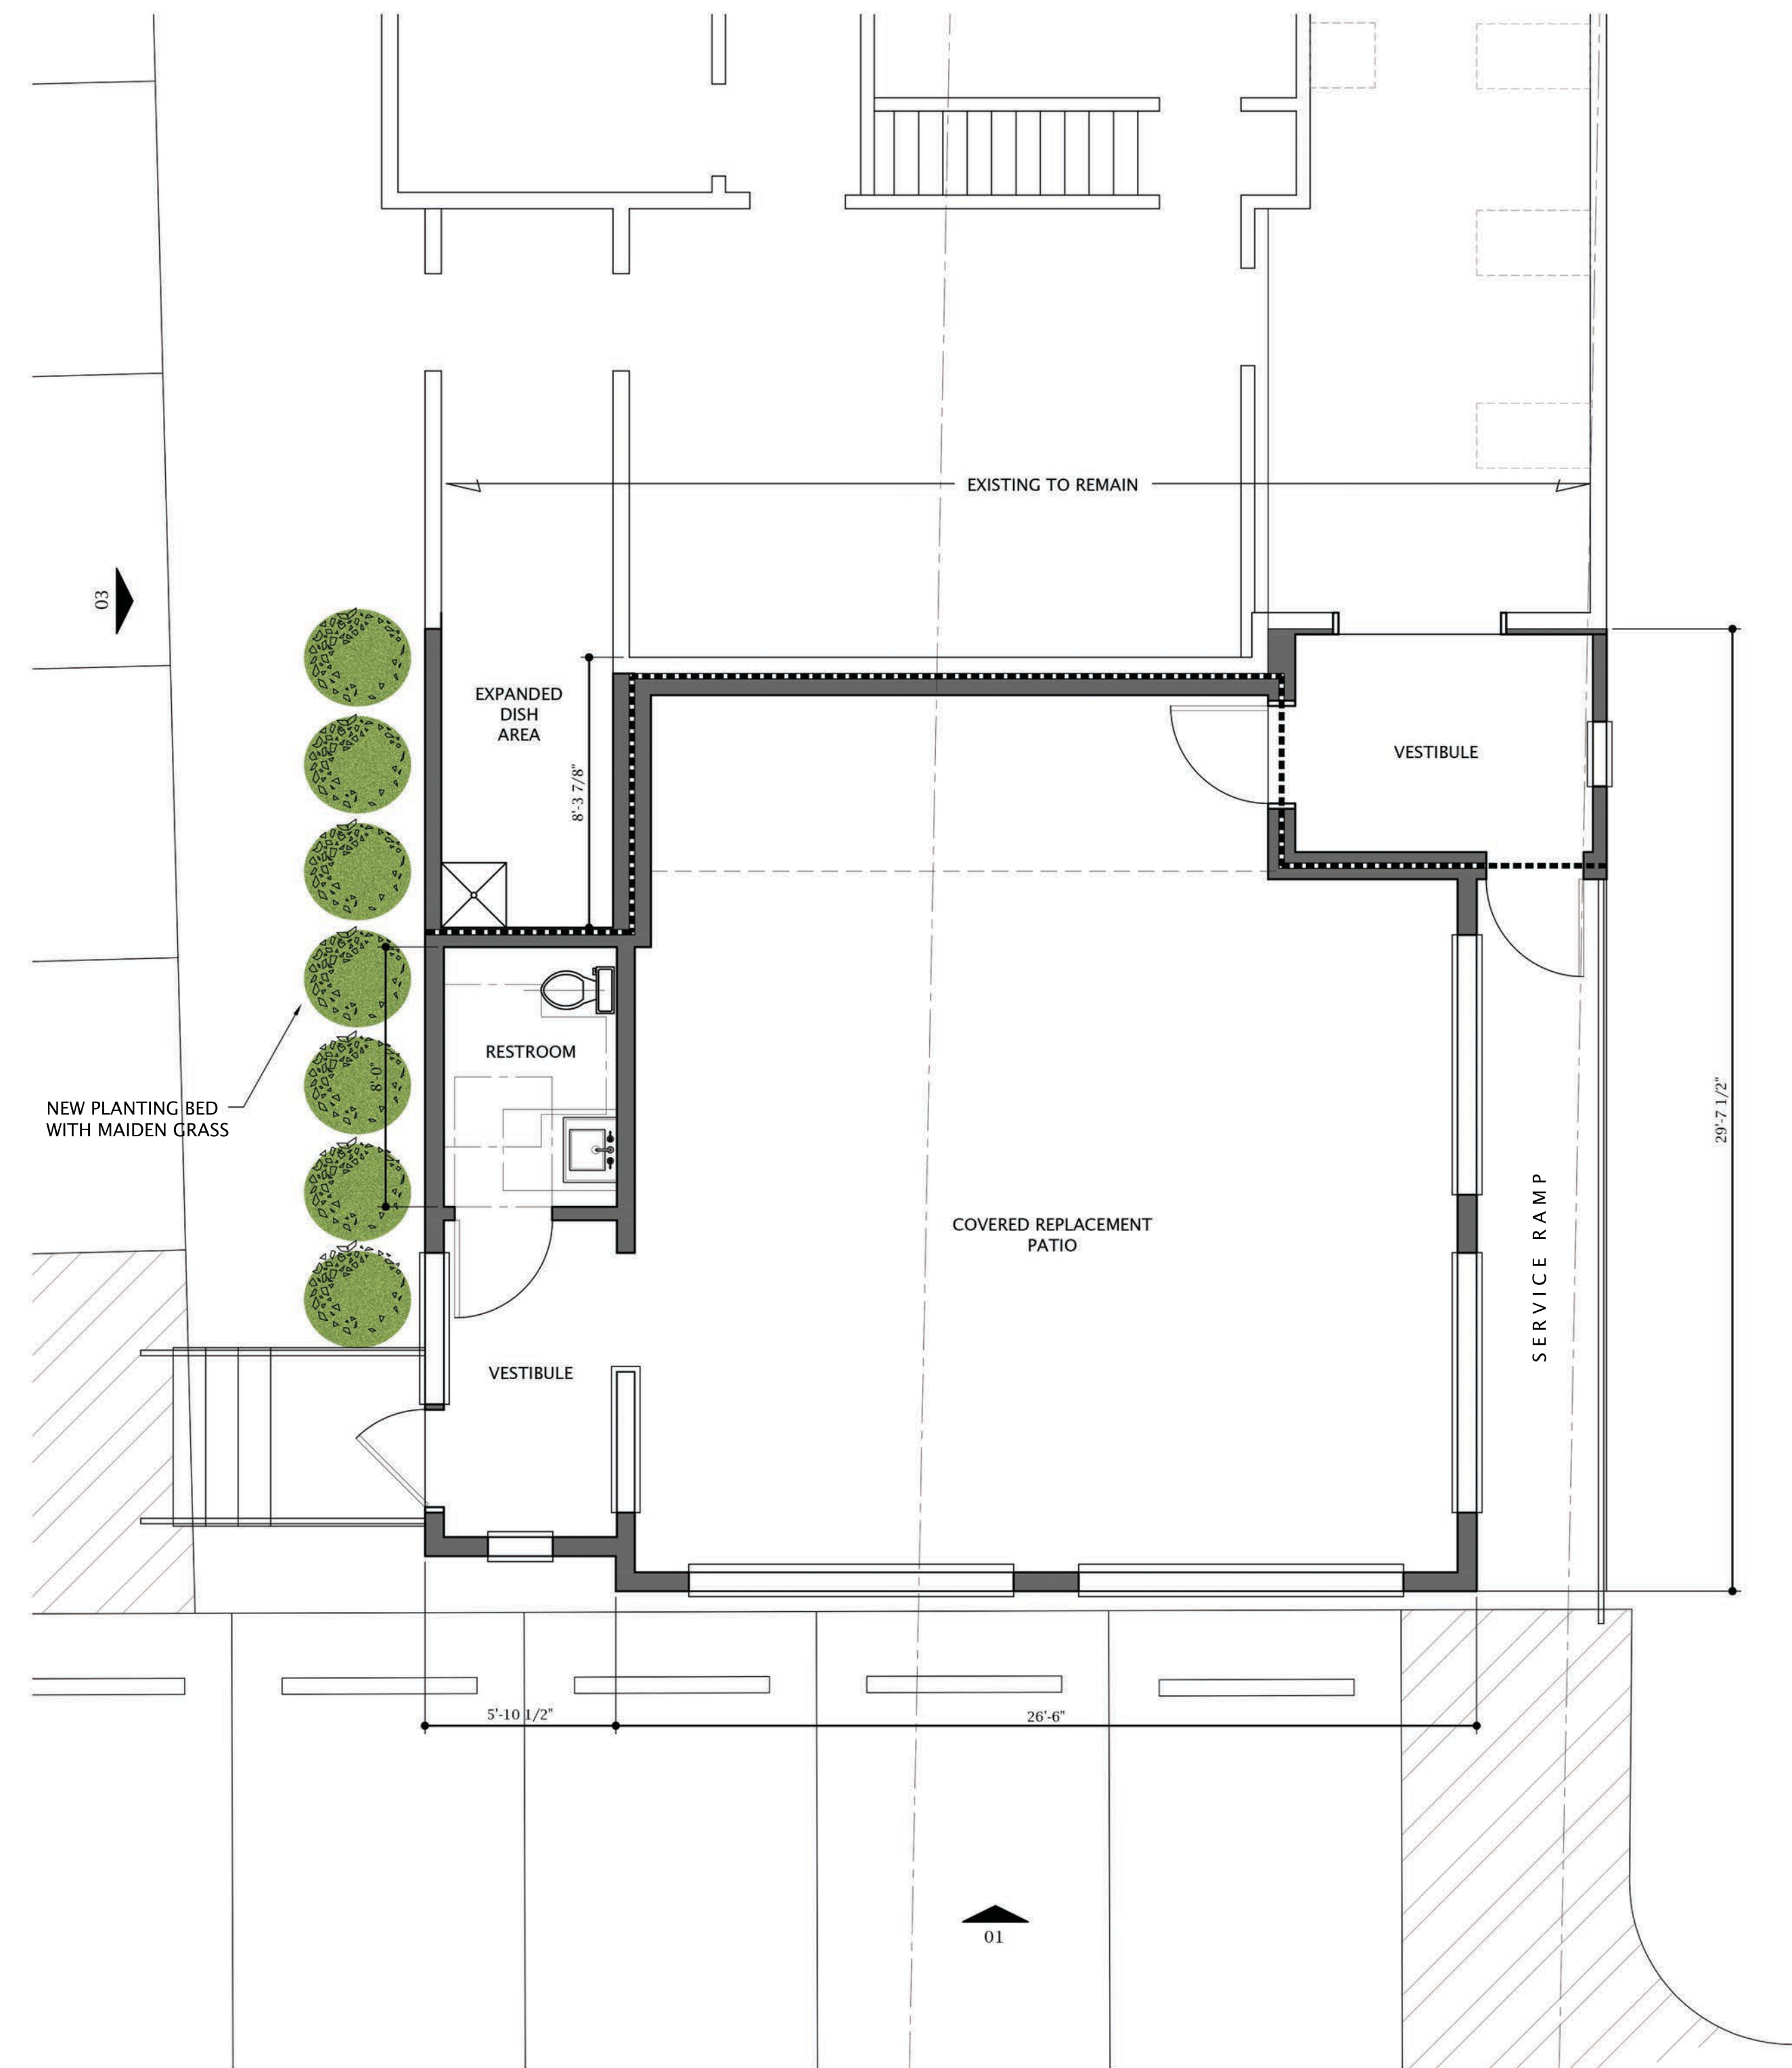 EXISTING TO REMAIN
03
EXPANDED
DISH
AREA
8'-3 7/8"
VESTIBULE
RESTROOM
8'-0"
NEW PLANTING BED
WITH MAIDEN GRASS
29'-7 1/2"
COVERED REPLACEMENT
PATIO
SERVICE RAMP
VESTIBULE
5'-10 1/2"
26'-6"
01